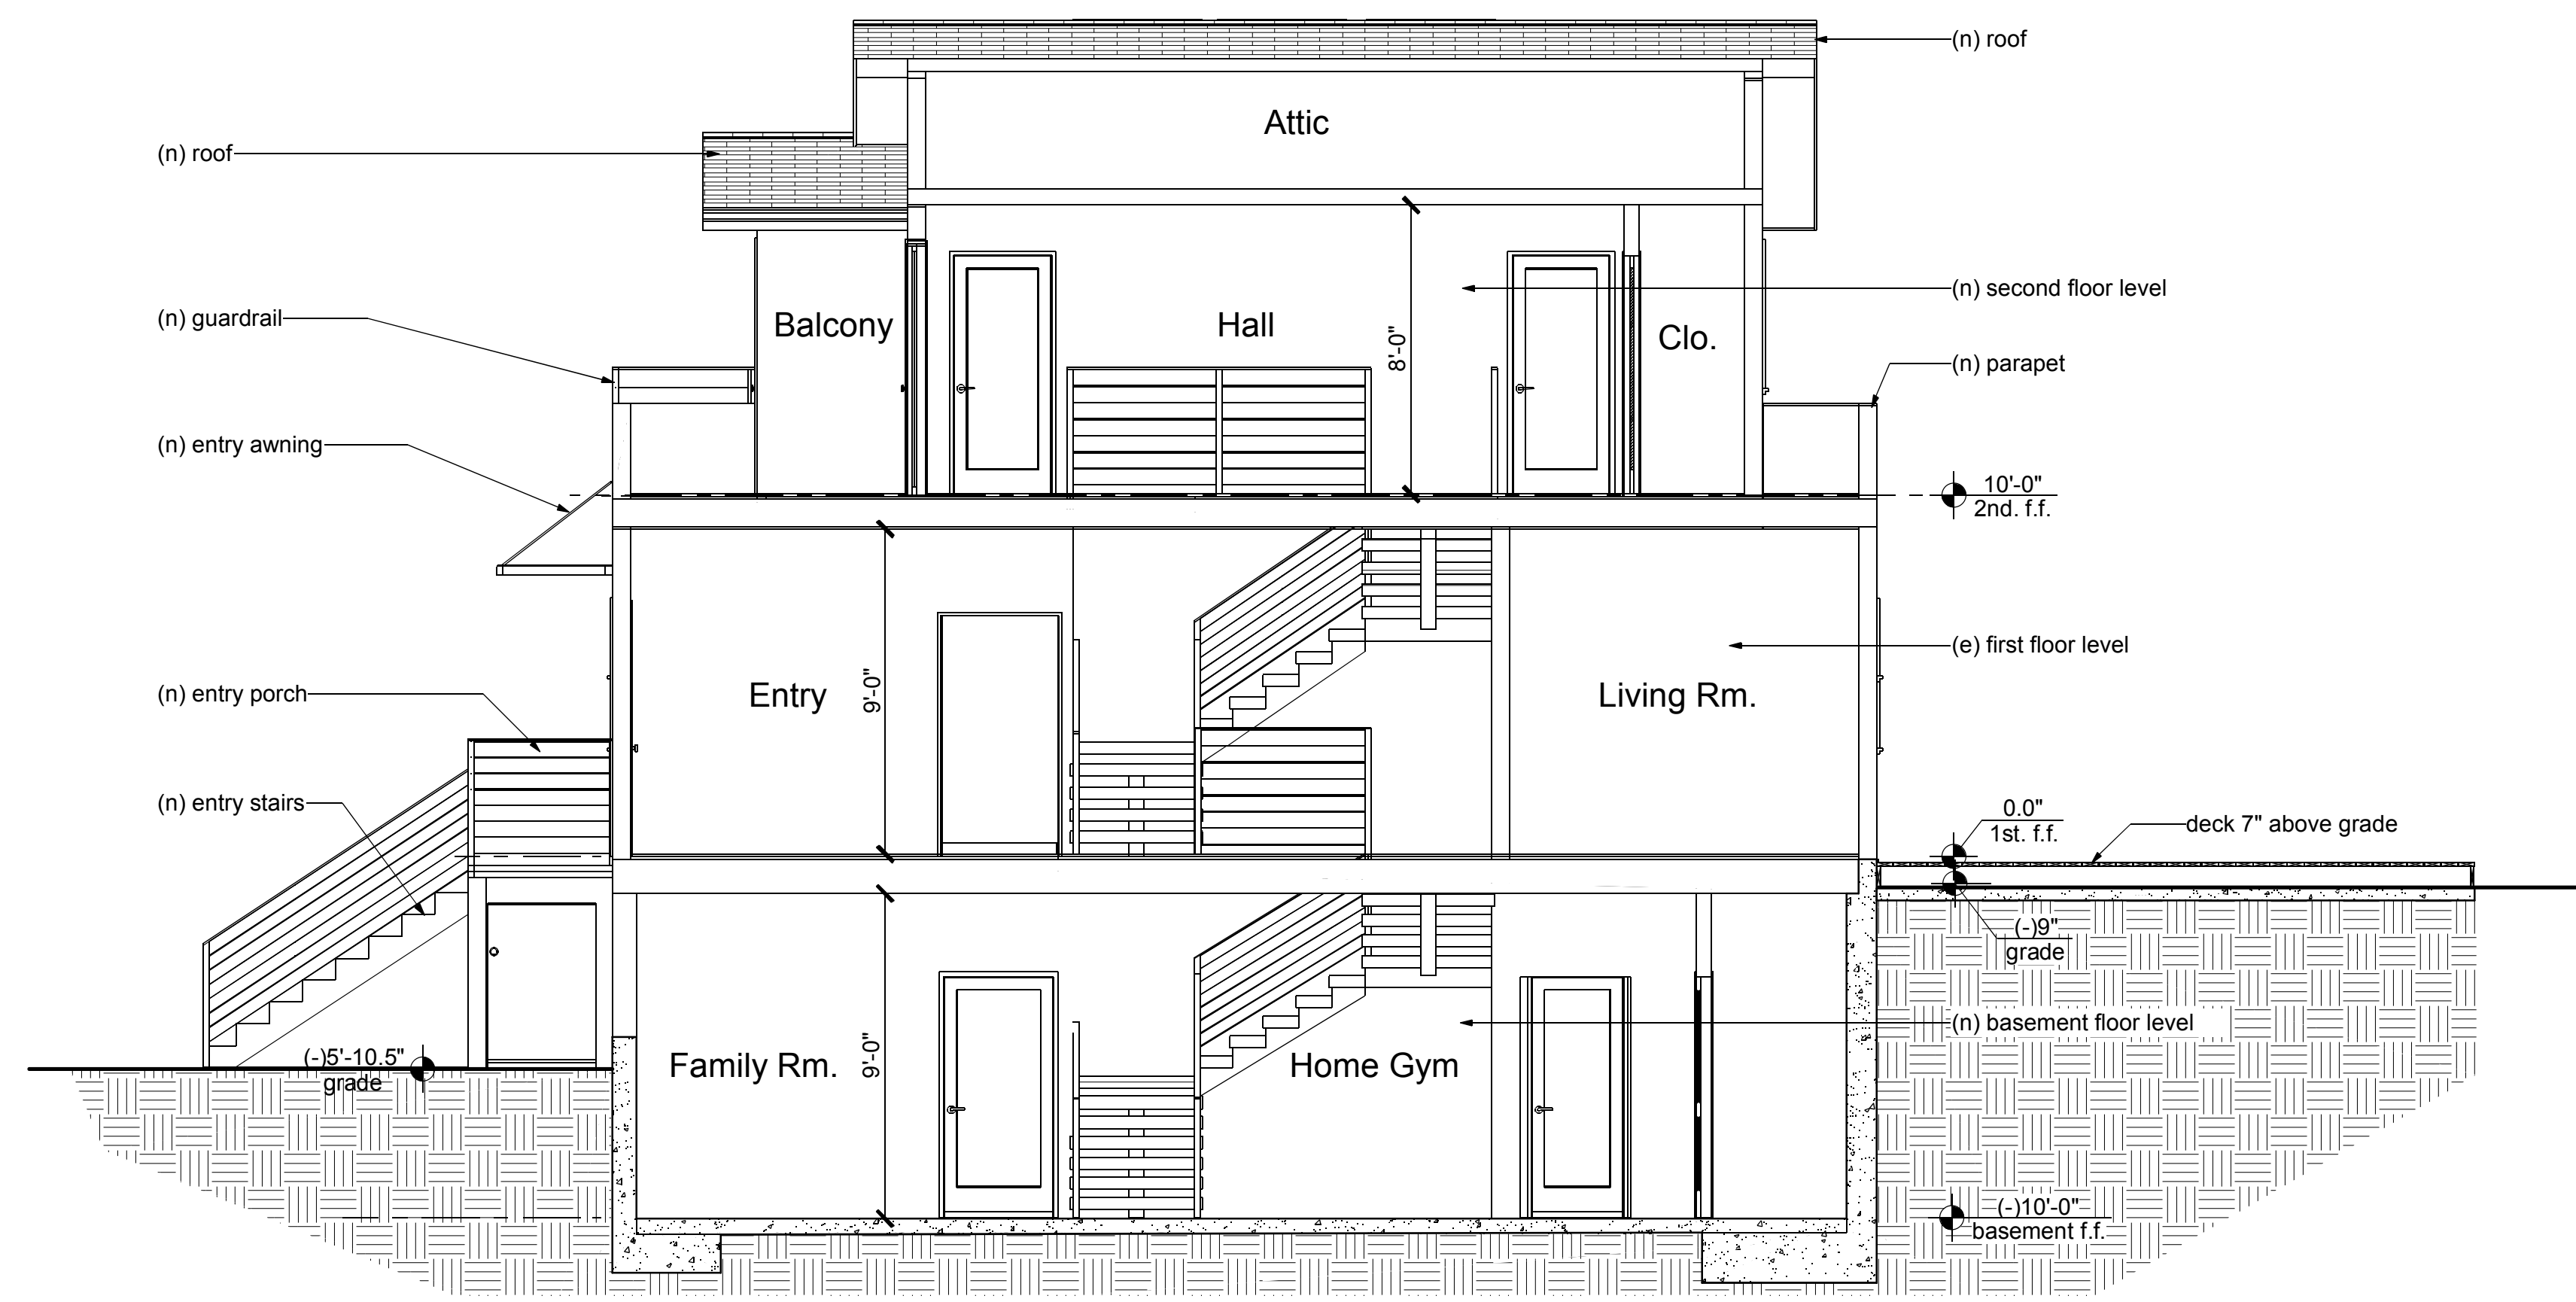 (n) roof
Attic
(n) roof
(n) second floor level
(n) guardrail
Balcony
Hall
8'-0"
Clo.
(n) parapet
(n) entry awning
10'-0"
2nd. f.f.
(e) first floor level
(n) entry porch
Entry
9'-0"
Living Rm.
(n) entry stairs
0.0"
1st. f.f.
deck 7" above grade
(-)9"
grade
(n) basement floor level
(-)5'-10.5"
grade
Family Rm.
9'-0"
Home Gym
(-)10'-0"
basement f.f.